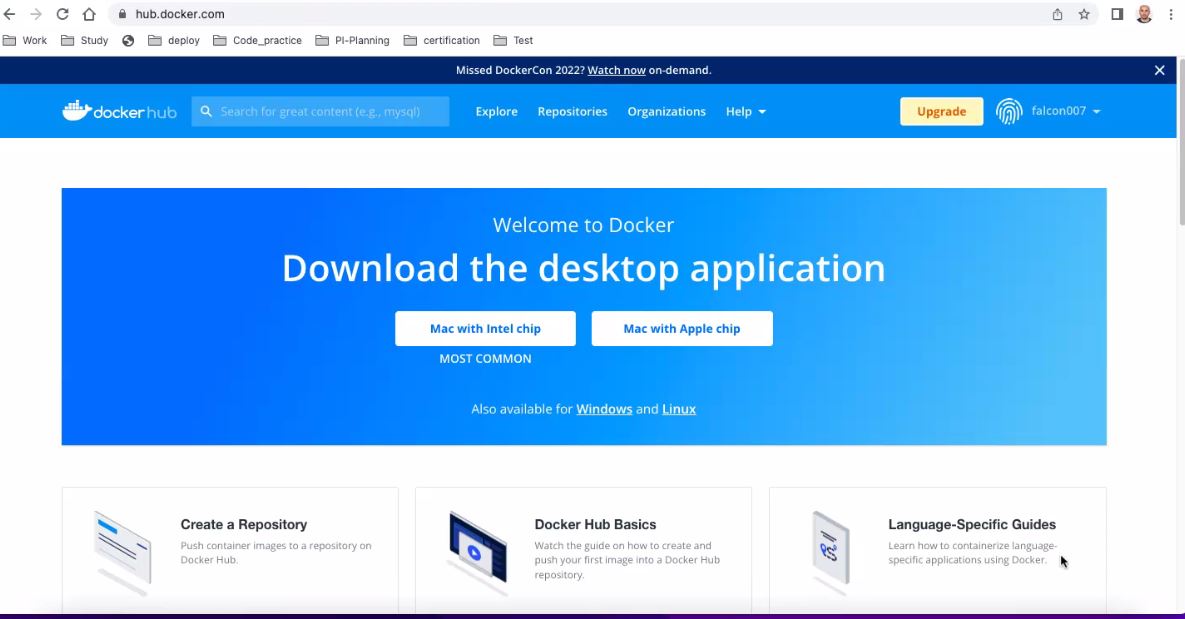 hub.docker.com
Work Study deploy Code_practice PI-Planning certification Test
Missed DockerCon 2022? Watch now on-demand.
dockerhub Search for great content (e.g., mysql) Explore Repositories Organizations Help Upgrade falcon007
Welcome to Docker
Download the desktop application
Mac with Intel chip Mac with Apple chip
MOST COMMON
Also available for Windows and Linux
Create a Repository
Push container images to a repository on
Docker Hub.
Docker Hub Basics
Watch the guide on how to create and
push your first image into a Docker Hub
repository.
Language-Specific Guides
Learn how to containerize language-
specific applications using Docker.